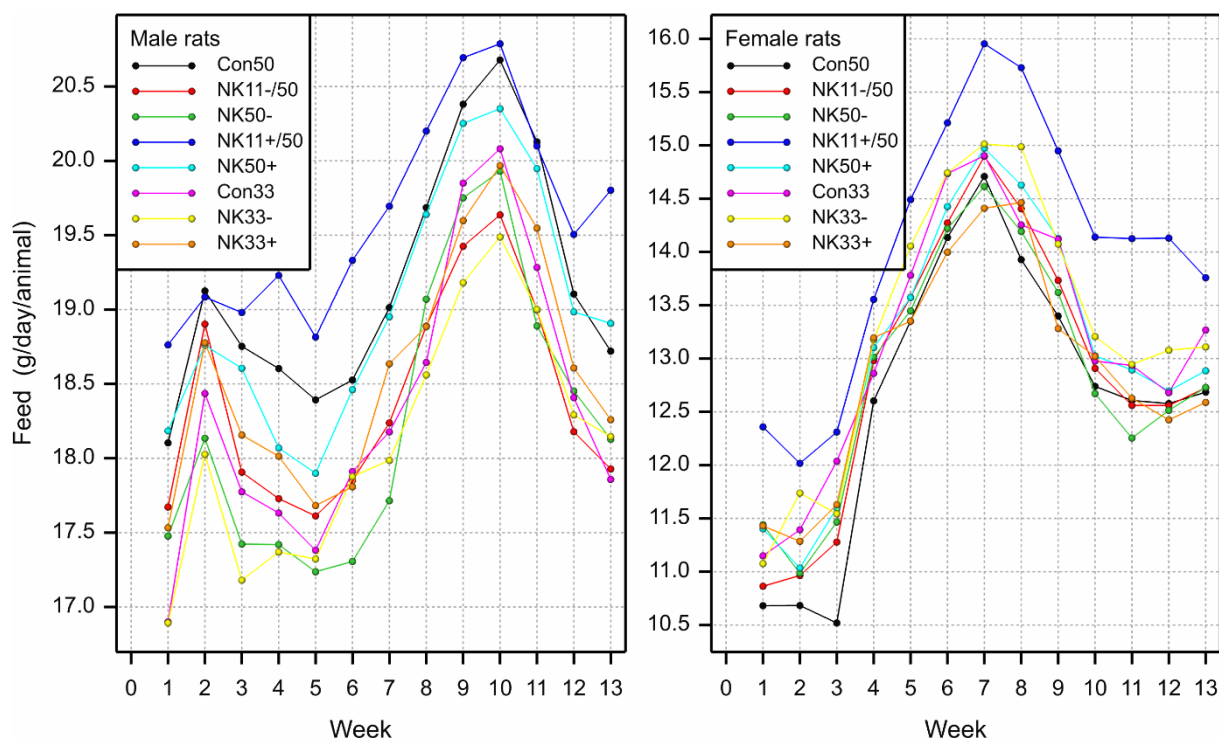 Male rats
Con50
NK11-/50
NK50-
NK11+/50
NK50+
Con33
NK33-
NK33+
Feed (g/day/animal)
20.5
20.0
19.5
19.0
18.5
18.0
17.5
17.0
0 1 2 3 4 5 6 7 8 9 10 11 12 13
Week
Female rats
Con50
NK11-/50
NK50-
NK11+/50
NK50+
Con33
NK33-
NK33+
16.0
15.5
15.0
14.5
14.0
13.5
13.0
12.5
12.0
11.5
11.0
10.5
0 1 2 3 4 5 6 7 8 9 10 11 12 13
Week